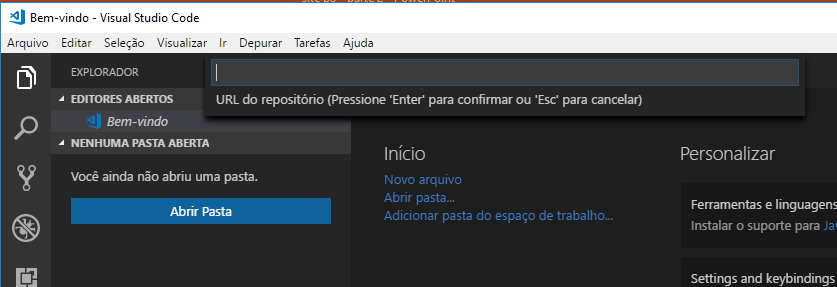 Bem-vindo - Visual Studio Code
Arquivo Editar Seleção Visualizar Ir Depurar Tarefas Ajuda
EXPLORADOR
URL do repositório (Pressione 'Enter' para confirmar ou 'Esc' para cancelar)
EDITORES ABERTOS
Bem-vindo
NENHUMA PASTA ABERTA
Você ainda não abriu uma pasta.
Abrir Pasta
Início
Novo arquivo
Abrir pasta...
Adicionar pasta do espaço de trabalho...
Personalizar
Ferramentas e linguagens
Instalar o suporte para
Settings and keybindings